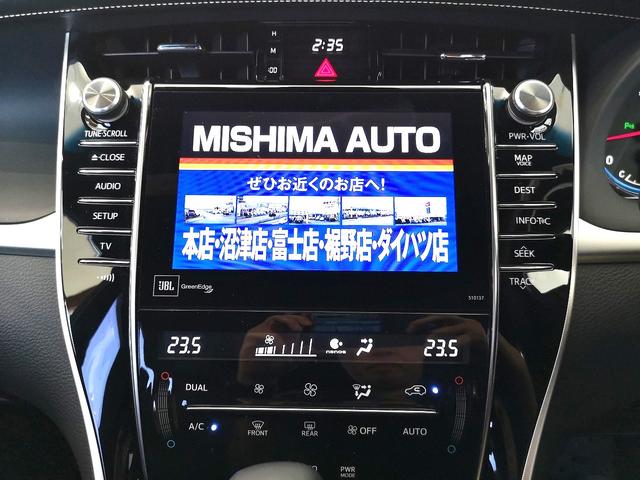 H
M
:00
2:35
TUNE·SCROLL
PWR·VOL
≜CLOSE
AUDIO
SETUP
TV
MAP
VOICE
DEST
INFO·TC
SEEK
TRACK
MISHIMA AUTO
ぜひお近くのお店へ!
本店・沼津店・富士店・裾野店・ダイハツ店
JBL GreenEdge
510137
23.5
nanoe
23.5
DUAL
A/C
FRONT
REAR
OFF
AUTO
PWR
MODE
0